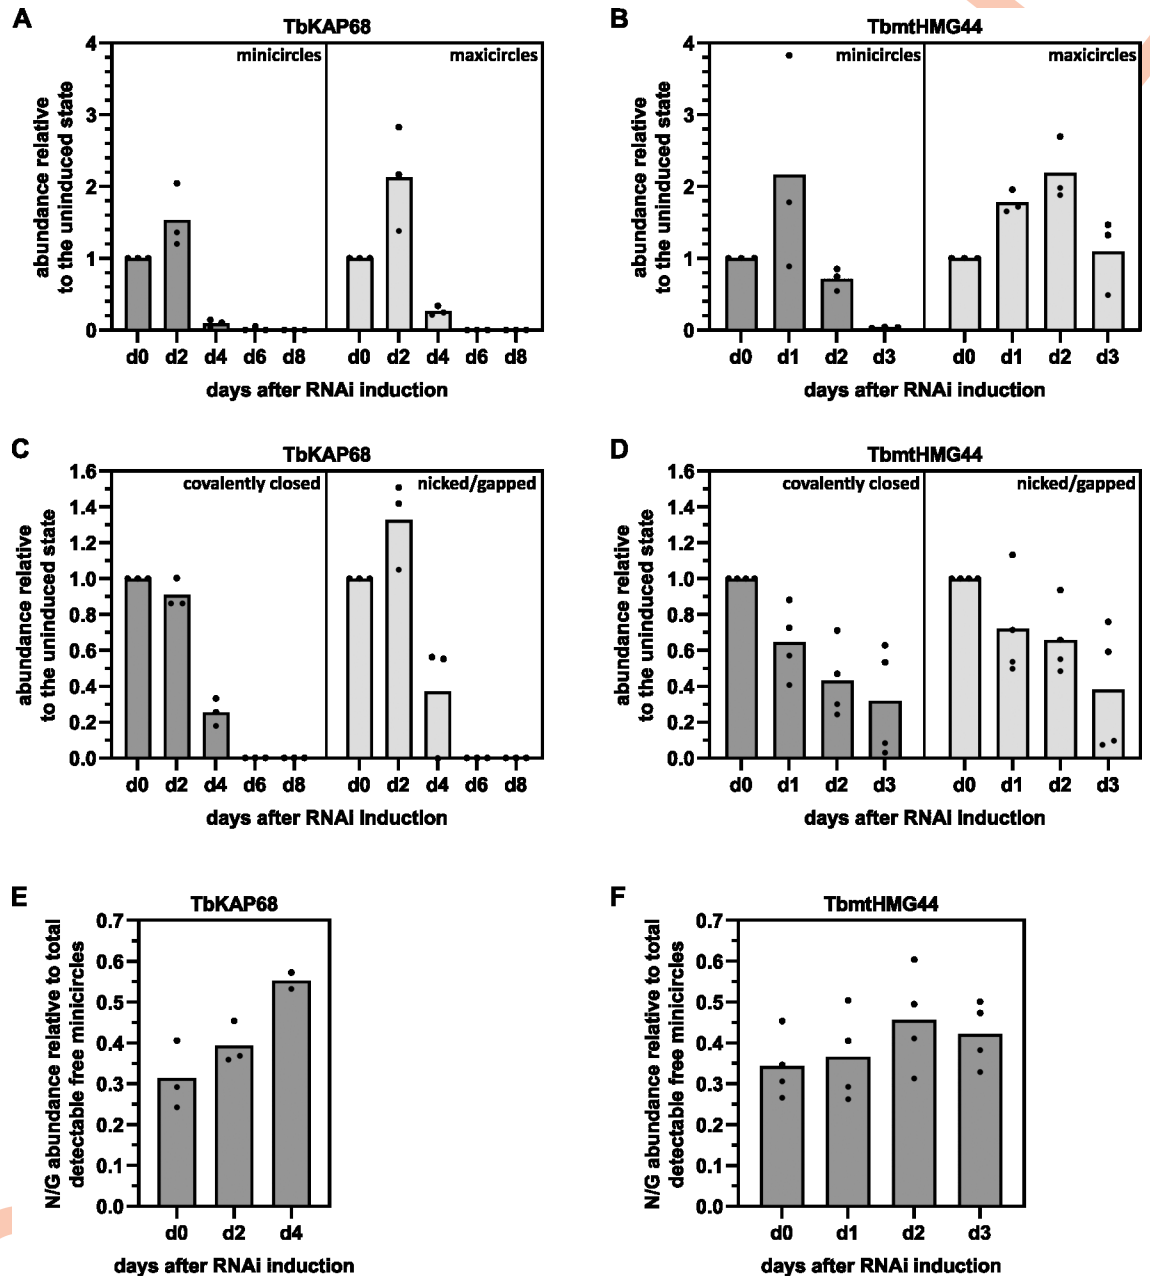 A
TbKAP68
minicircles
maxicircles
abundance relative
to the uninduced state
4
3
2
1
0
d0 d2 d4 d6 d8 d0 d2 d4 d6 d8
days after RNAi induction
B
TbmtHMG44
minicircles
maxicircles
abundance relative
to the uninduced state
4
3
2
1
0
d0 d1 d2 d3 d0 d1 d2 d3
days after RNAi induction
C
TbKAP68
covalently closed
nicked/gapped
abundance relative
to the uninduced state
1.6
1.4
1.2
1.0
0.8
0.6
0.4
0.2
0.0
d0 d2 d4 d6 d8 d0 d2 d4 d6 d8
days after RNAi induction
D
TbmtHMG44
covalently closed
nicked/gapped
abundance relative
to the uninduced state
1.6
1.4
1.2
1.0
0.8
0.6
0.4
0.2
0.0
d0 d1 d2 d3 d0 d1 d2 d3
days after RNAi induction
E
TbKAP68
N/G abundance relative to total
detectable free minicircles
0.7
0.6
0.5
0.4
0.3
0.2
0.1
0.0
d0 d2 d4
days after RNAi induction
F
TbmtHMG44
N/G abundance relative to total
detectable free minicircles
0.7
0.6
0.5
0.4
0.3
0.2
0.1
0.0
d0 d1 d2 d3
days after RNAi induction